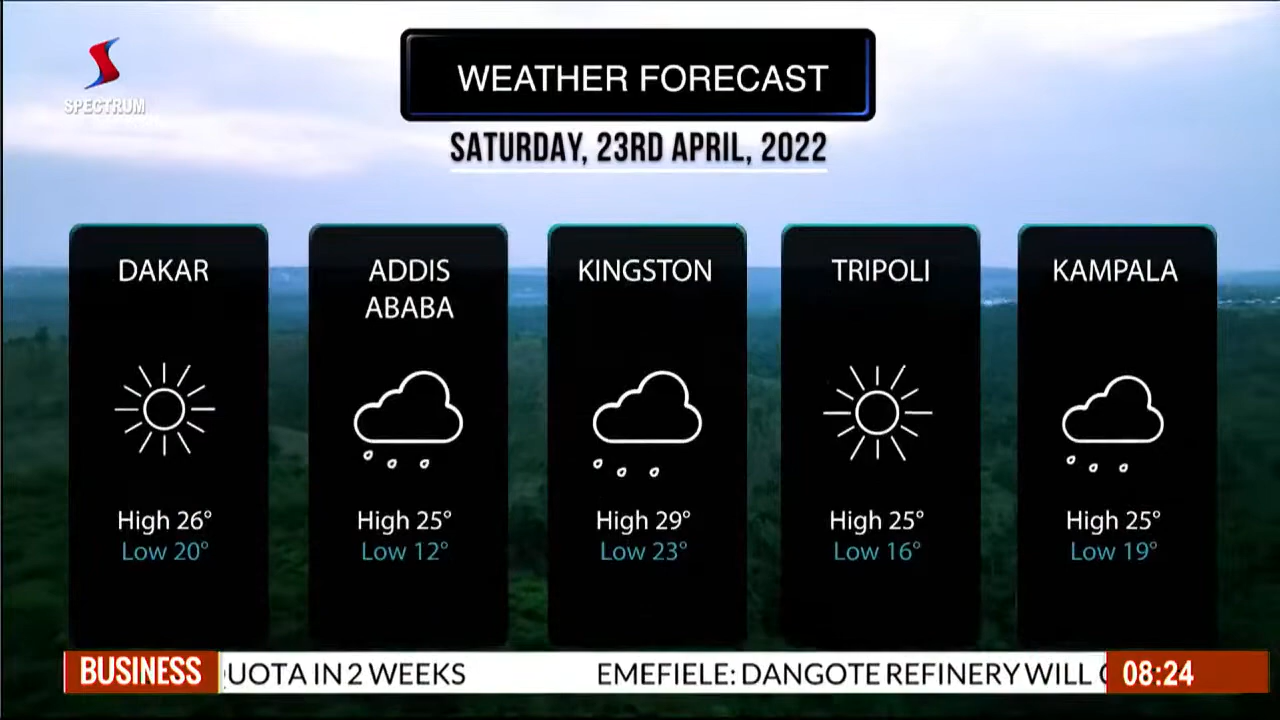 SPECTRUM
WEATHER FORECAST
SATURDAY, 23RD APRIL, 2022
DAKAR
High 26°
Low 20°
ADDIS
ABABA
High 25°
Low 12°
KINGSTON
High 29°
Low 23°
TRIPOLI
High 25°
Low 16°
KAMPALA
High 25°
Low 19°
BUSINESS
IN 2 WEEKS EMEFIELE: DANGOTE REFINERY WILL
08:24